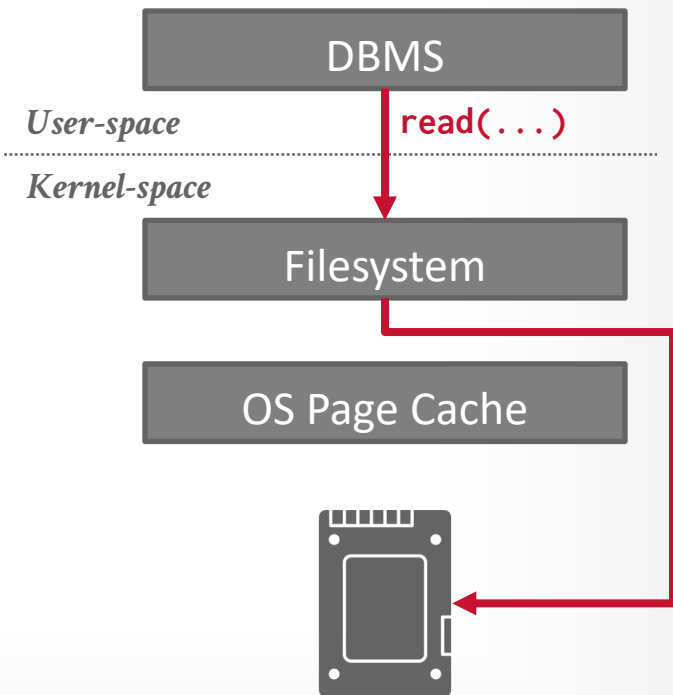 DBMS
User-space
read(...)
Kernel-space
Filesystem
OS Page Cache